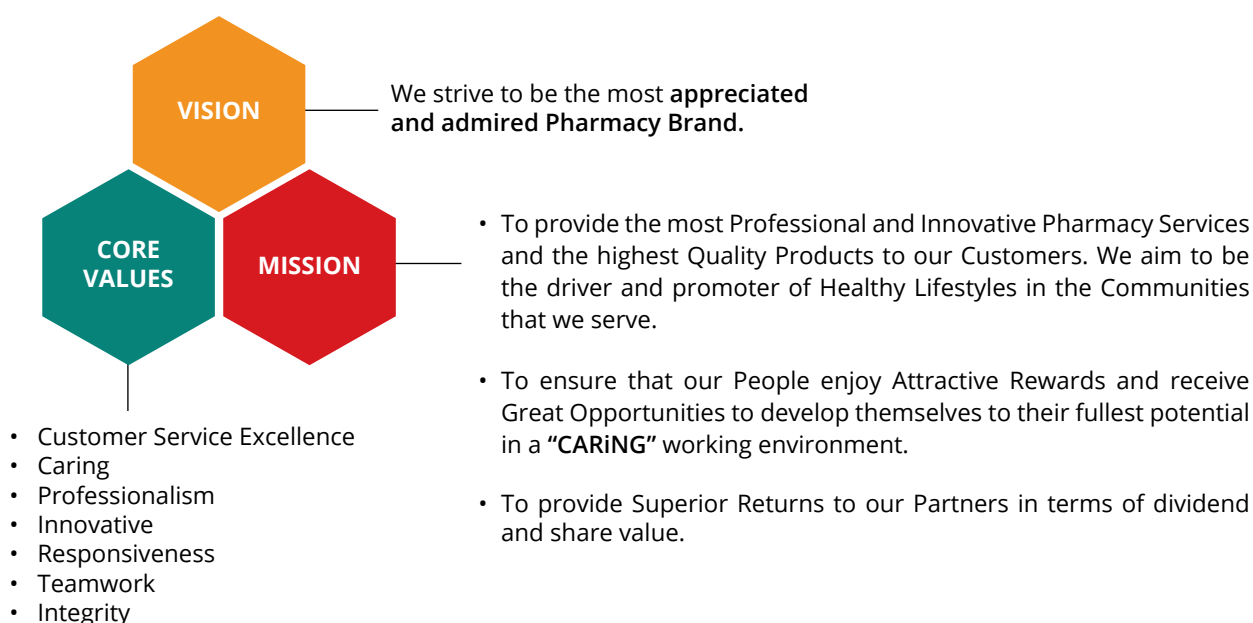 VISION
We strive to be the most appreciated
and admired Pharmacy Brand.
CORE
VALUES
MISSION
• To provide the most Professional and Innovative Pharmacy Services
and the highest Quality Products to our Customers. We aim to be
the driver and promoter of Healthy Lifestyles in the Communities
that we serve.
• To ensure that our People enjoy Attractive Rewards and receive
Great Opportunities to develop themselves to their fullest potential
in a “CARiNG” working environment.
• To provide Superior Returns to our Partners in terms of dividend
and share value.
• Customer Service Excellence
• Caring
• Professionalism
• Innovative
• Responsiveness
• Teamwork
• Integrity